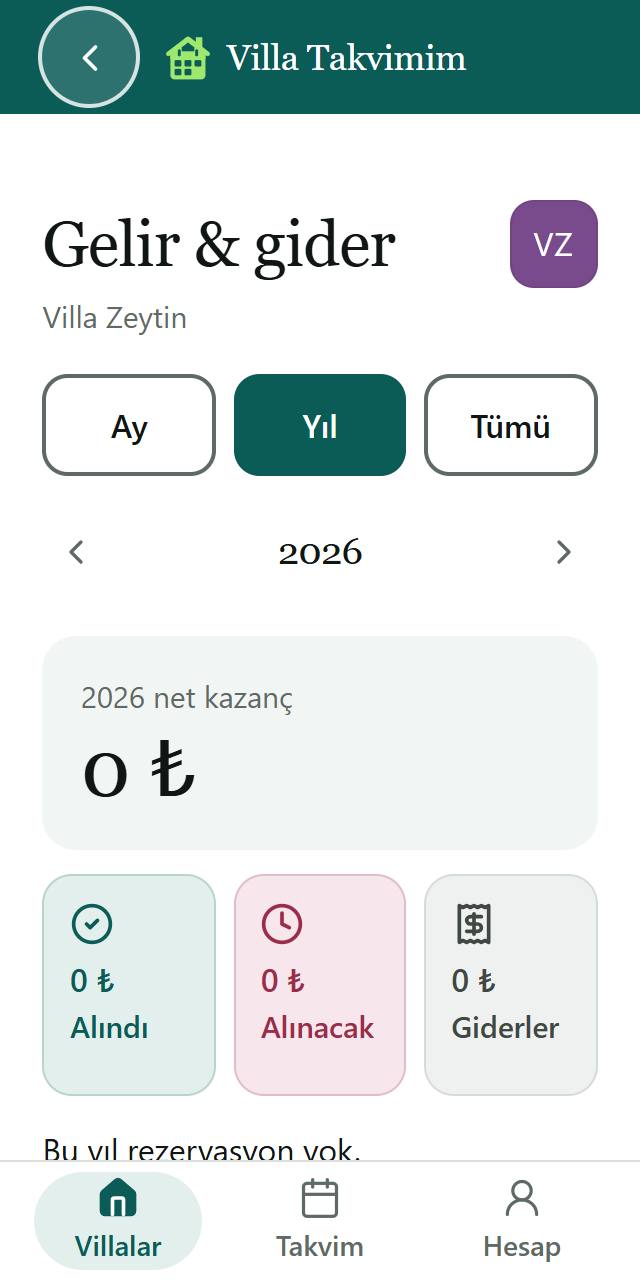 Villa Takvimim
Gelir & gider
VZ
Villa Zeytin
Ay
Yıl
Tümü
2026
2026 net kazanç
0 ₺
0 ₺
Alındı
0 ₺
Alınacak
0 ₺
Giderler
Bu yıl rezervasyon yok.
Villalar
Takvim
Hesap